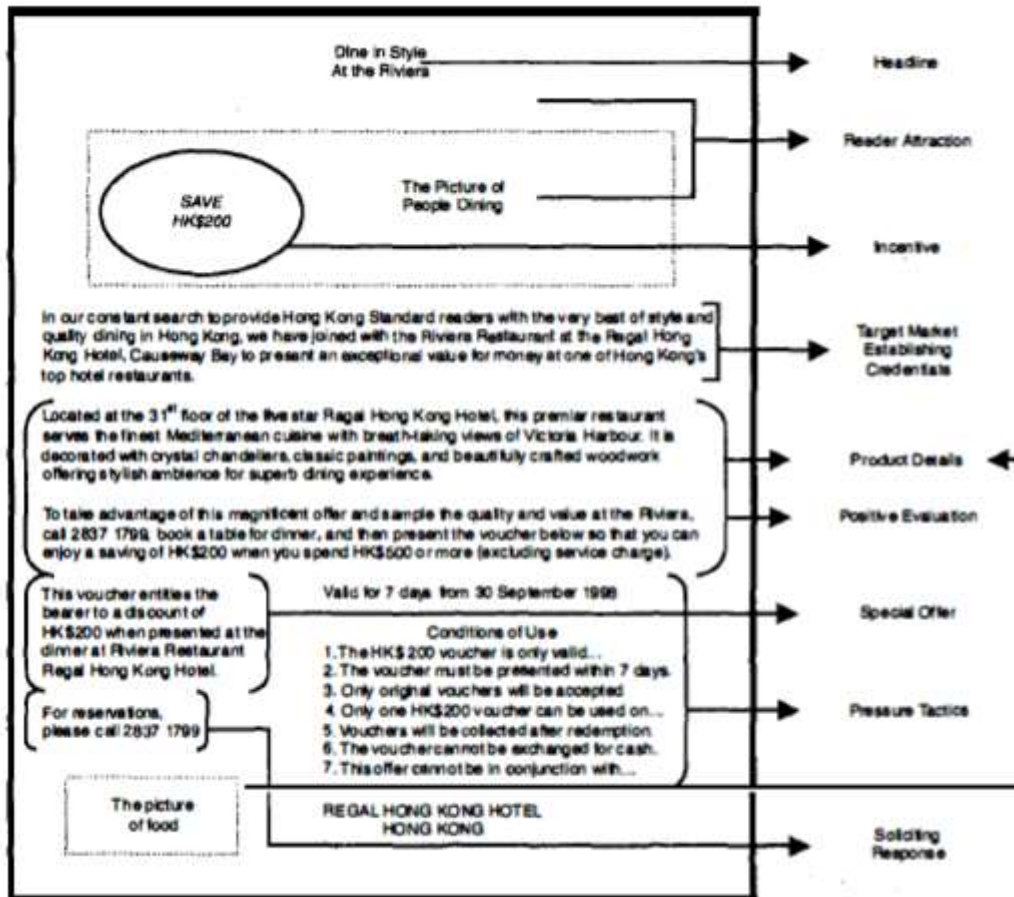 Dine in Style
At the Riviera
Headline
Reader Attraction
SAVE
HK$200
The Picture of
People Dining
Incentive
In our constant search to provide Hong Kong Standard readers with the very best of style and
quality dining in Hong Kong, we have joined with the Riviera Restaurant at the Regal Hong
Kong Hotel, Causeway Bay to present an exceptional value for money at one of Hong Kong's
top hotel restaurants.
Target Market
Establishing
Credentials
Located at the 31st floor of the five star Ragal Hong Kong Hotel, this premiar restaurant
serves the finest Mediterranean cuisine with breath-taking views of Victoria Harbour. It is
decorated with crystal chandeliers, classic paintings, and beautifully crafted woodwork
offering stylish ambience for superb dining experience.
Product Details
To take advantage of this magnificent offer and sample the quality and value at the Riviera,
call 2837 1799, book a table for dinner, and then present the voucher below so that you can
enjoy a saving of HK$200 when you spend HK$500 or more (excluding service charge).
Positive Evaluation
This voucher entities the
bearer to a discount of
HK$200 when presented at the
dinner at Riviera Restaurant
Regal Hong Kong Hotel.
Valid for 7 days from 30 September 1998
Special Offer
Conditions of Use
1. The HK$ 200 voucher is only valid...
2. The voucher must be presented within 7 days.
3. Only original vouchers will be accepted
4. Only one HK$200 voucher can be used on...
5. Vouchers will be collected after redemption.
6. The voucher cannot be exchanged for cash.
7. This offer cannot be in conjunction with...
For reservations,
please call 2837 1799
Pressure Tactics
The picture
of food
REGAL HONG KONG HOTEL
HONG KONG
Soliciting
Response